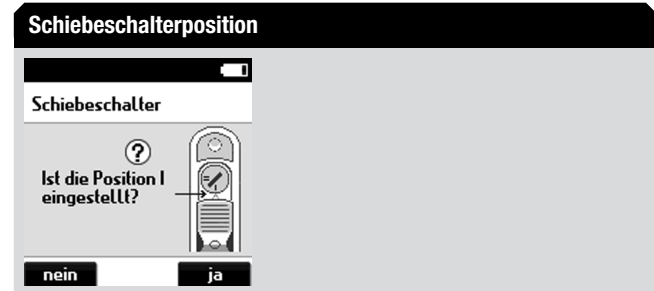 Schiebeschalterposition
Schiebeschalter
?
Ist die Position I
eingestellt?
nein ja